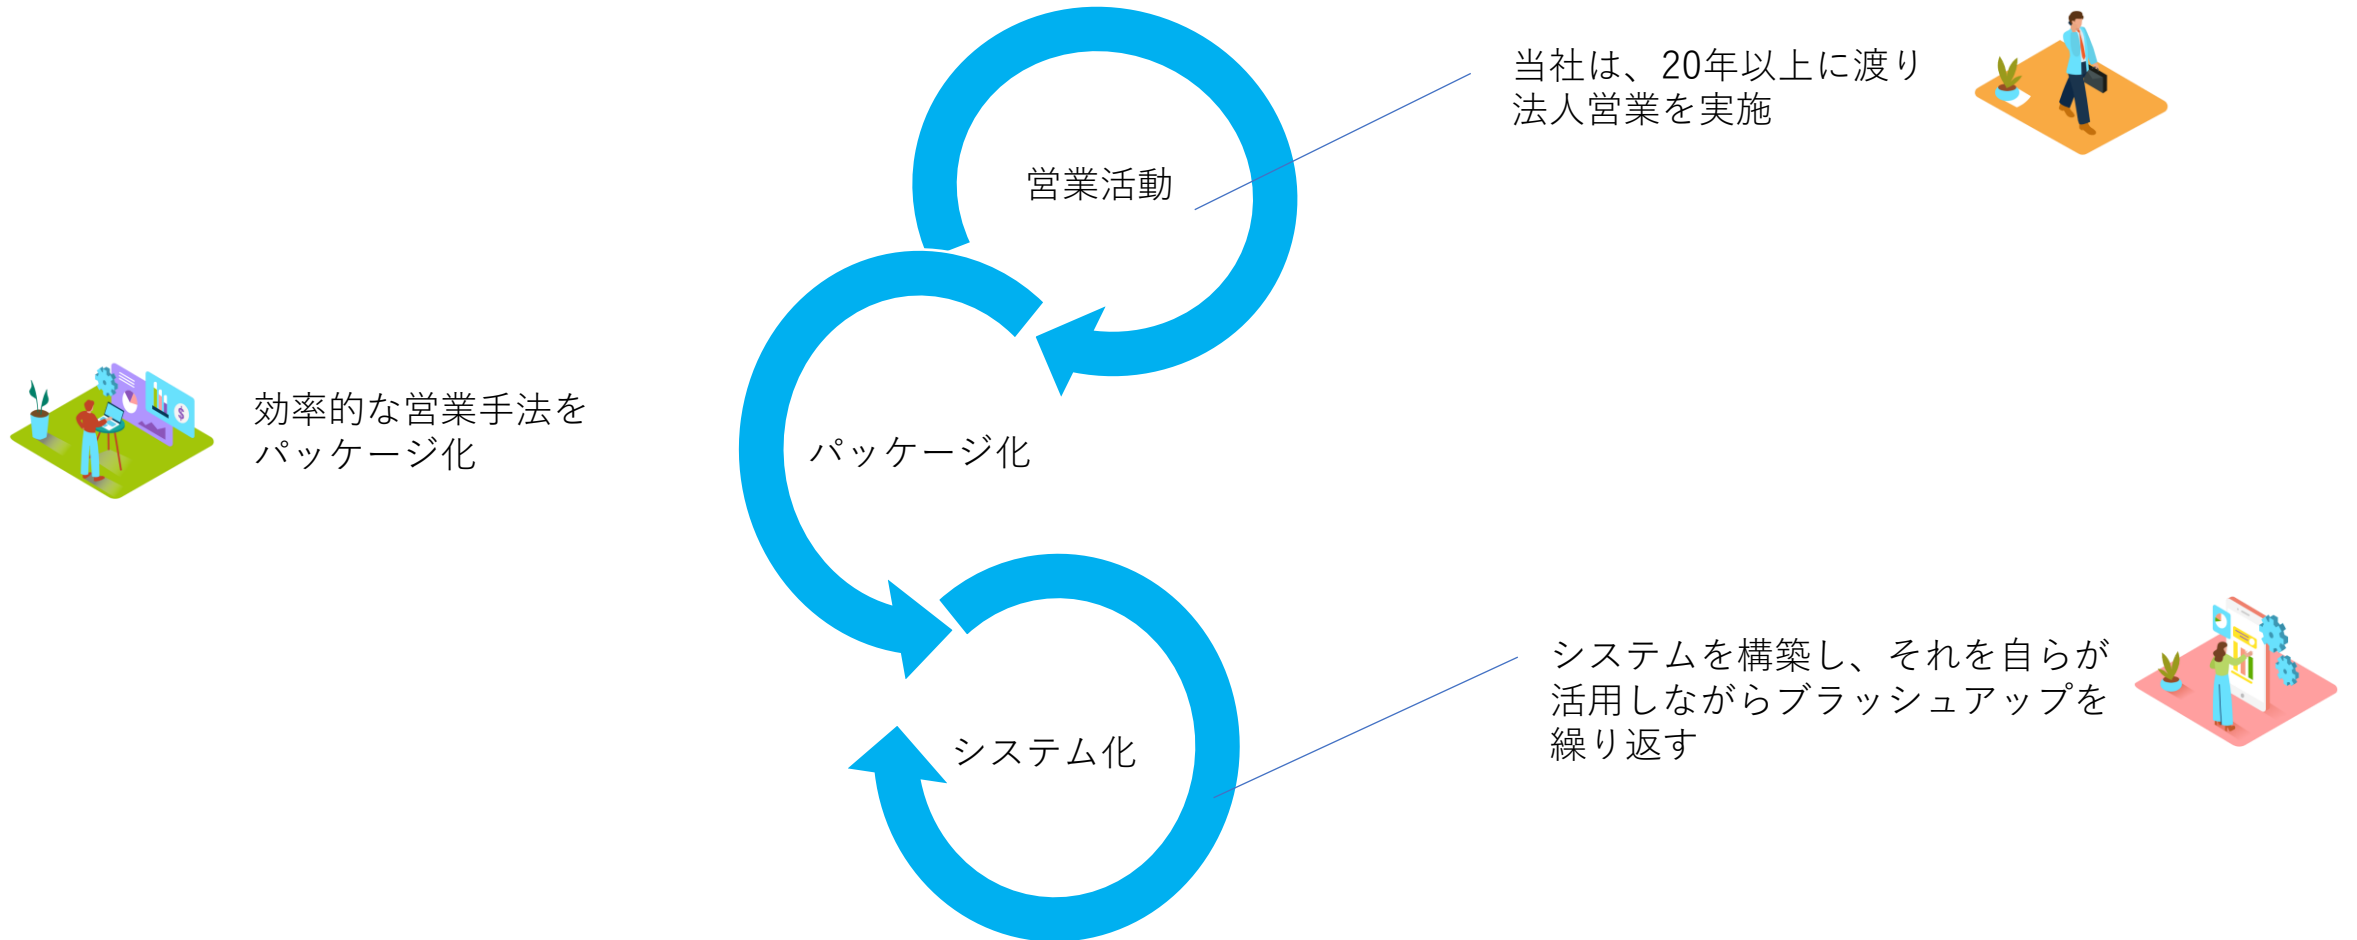 当社は、20年以上に渡り
法人営業を実施
営業活動
効率的な営業手法を
パッケージ化
パッケージ化
システムを構築し、それを自らが
活用しながらブラッシュアップを
繰り返す
システム化